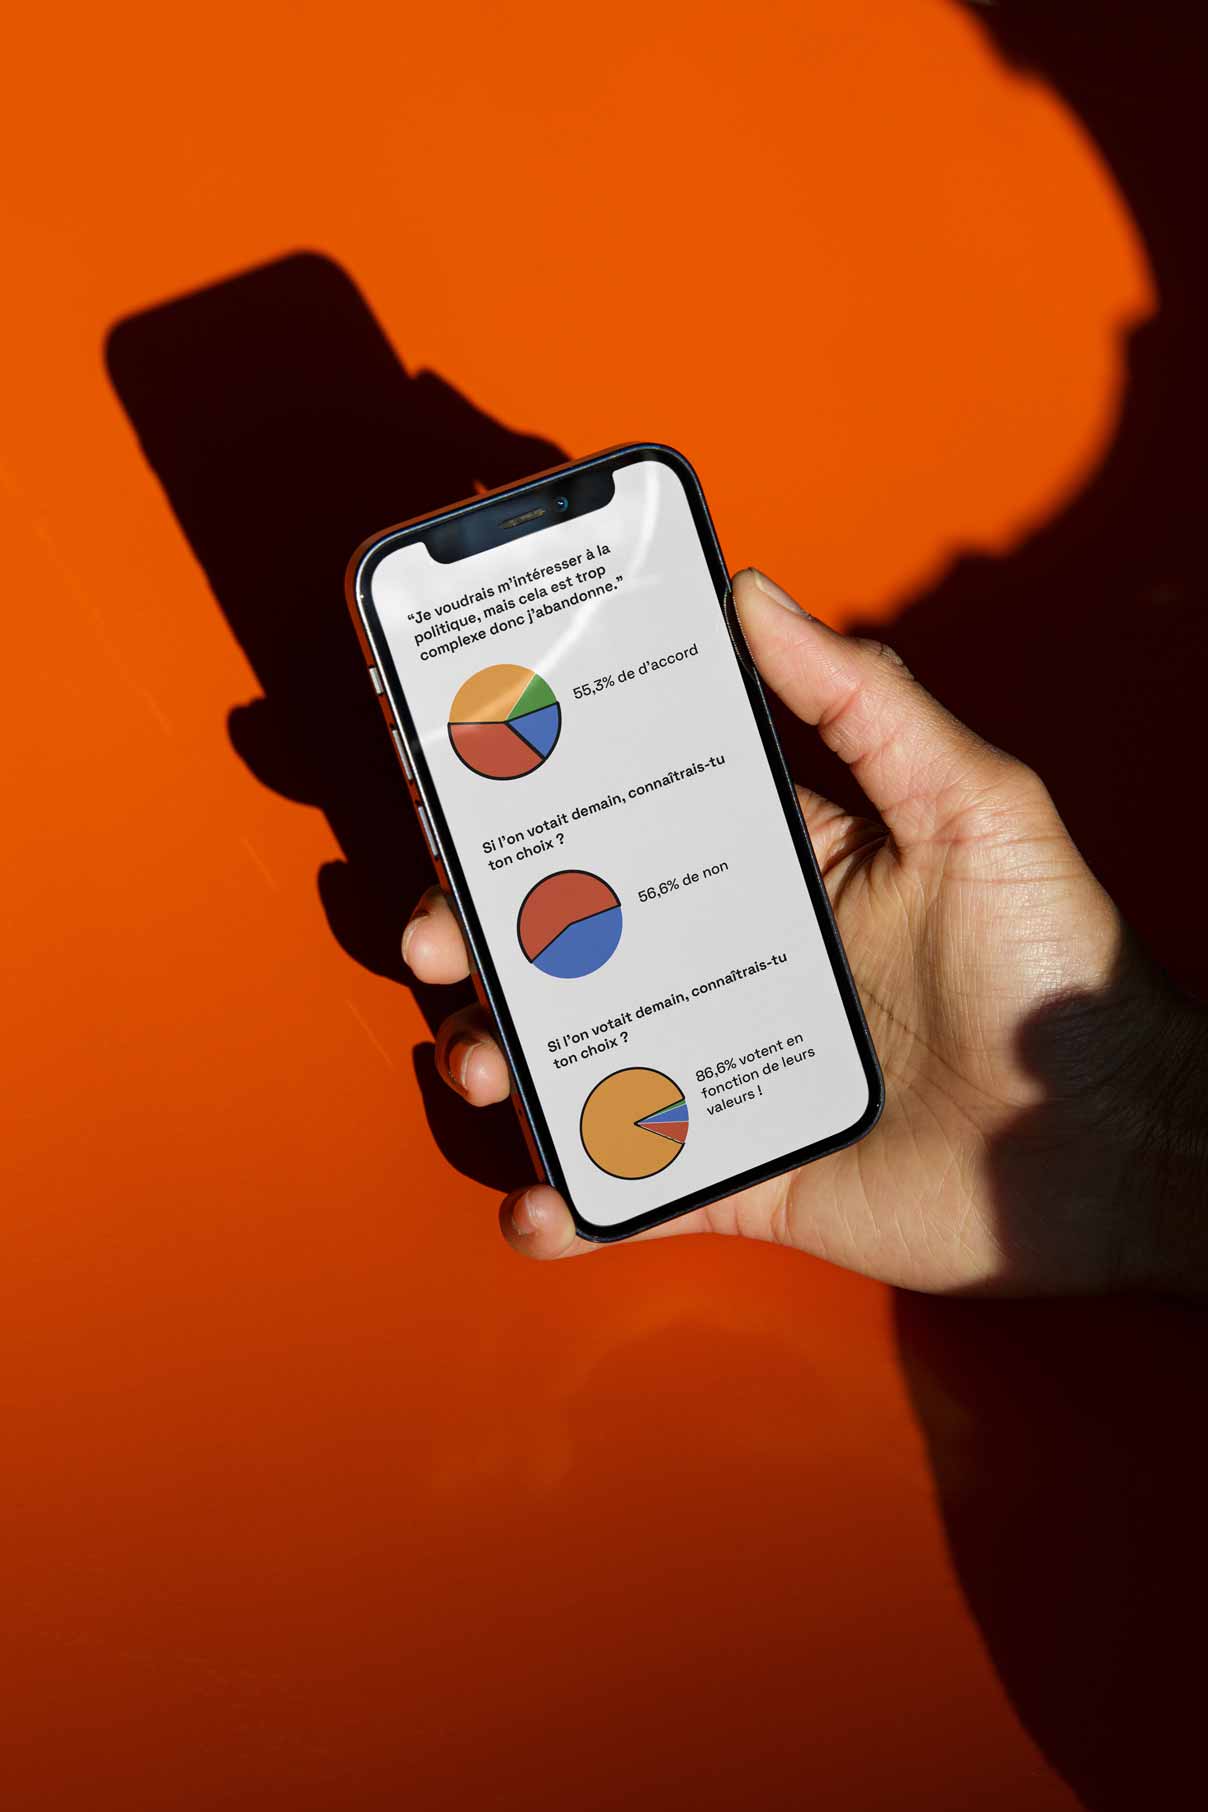 “Je voudrais m’intéresser à la
politique, mais cela est trop
complexe donc j’abandonne.”
55,3% de d’accord
Si l’on votait demain, connaîtrais-tu
ton choix ?
56,6% de non
Si l’on votait demain, connaîtrais-tu
ton choix ?
86,6% votent en
fonction de leurs
valeurs !